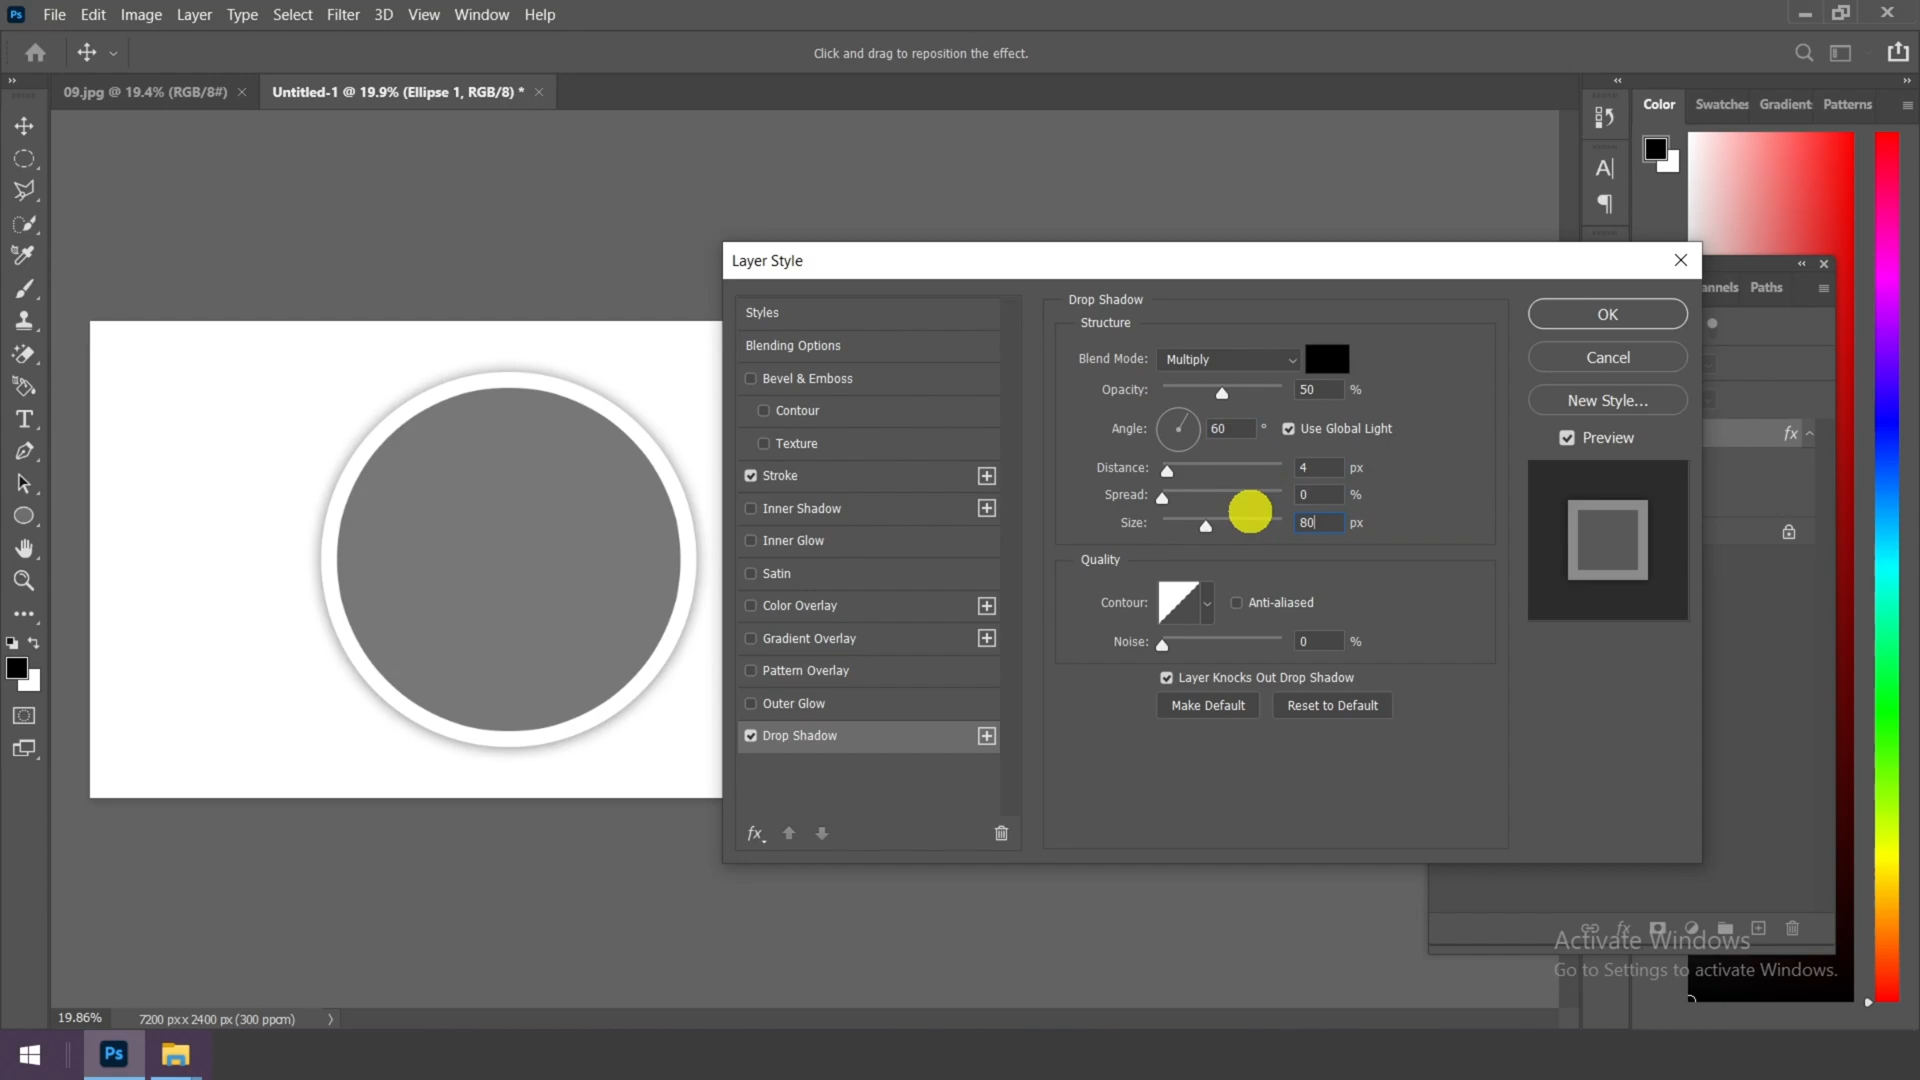 Ps File Edit Image Layer Type Select Filter 3D View Window Help
Click and drag to reposition the effect.
09.jpg @ 19.4% (RGB/8#) Untitled-1 @ 19.9% (Ellipse 1, RGB/8) *
Color Swatches Gradient Patterns
Layer Style
annels Paths
Styles
Blending Options
Bevel & Emboss
Contour
Texture
Stroke
Inner Shadow
Inner Glow
Satin
Color Overlay
Gradient Overlay
Pattern Overlay
Outer Glow
Drop Shadow
fx
Drop Shadow
Structure
Blend Mode: Multiply
Opacity: 50 %
Angle: 60 ° Use Global Light
Distance: 4 px
Spread: 0 %
Size: 80 px
Quality
Contour: Anti-aliased
Noise: 0 %
Layer Knocks Out Drop Shadow
Make Default Reset to Default
OK
Cancel
New Style...
Preview
fx
fx
Activate Windows
Go to Settings to activate Windows.
19.86% 7200 px x 2400 px (300 ppcm)
Ps